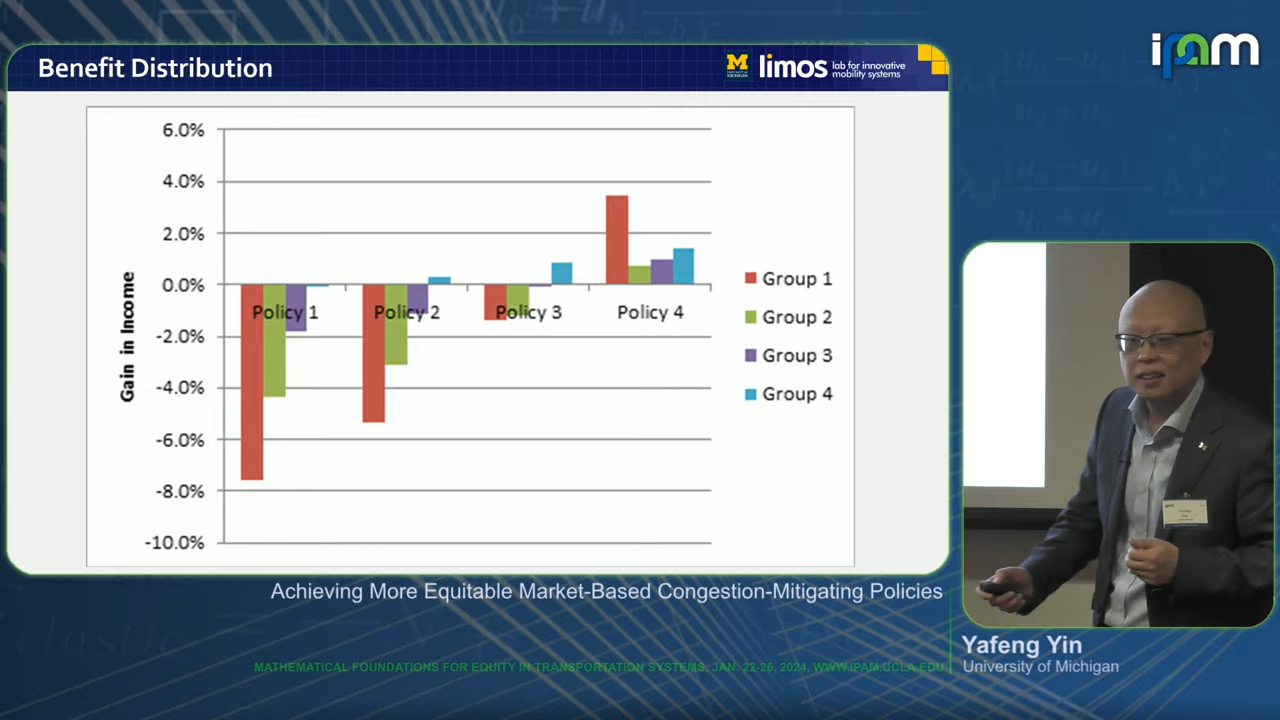 Benefit Distribution
M
limos lab for innovative
mobility systems
ipam
6.0%
4.0%
2.0%
0.0%
-2.0%
-4.0%
-6.0%
-8.0%
-10.0%
Gain in Income
Policy 1
Policy 2
Policy 3
Policy 4
Group 1
Group 2
Group 3
Group 4
Achieving More Equitable Market-Based Congestion-Mitigating Policies
Yafeng Yin
University of Michigan
MATHEMATICAL FOUNDATIONS FOR EQUITY IN TRANSPORTATION SYSTEMS, JAN. 22-26, 2024, WWW.IPAM.UCLA.EDU